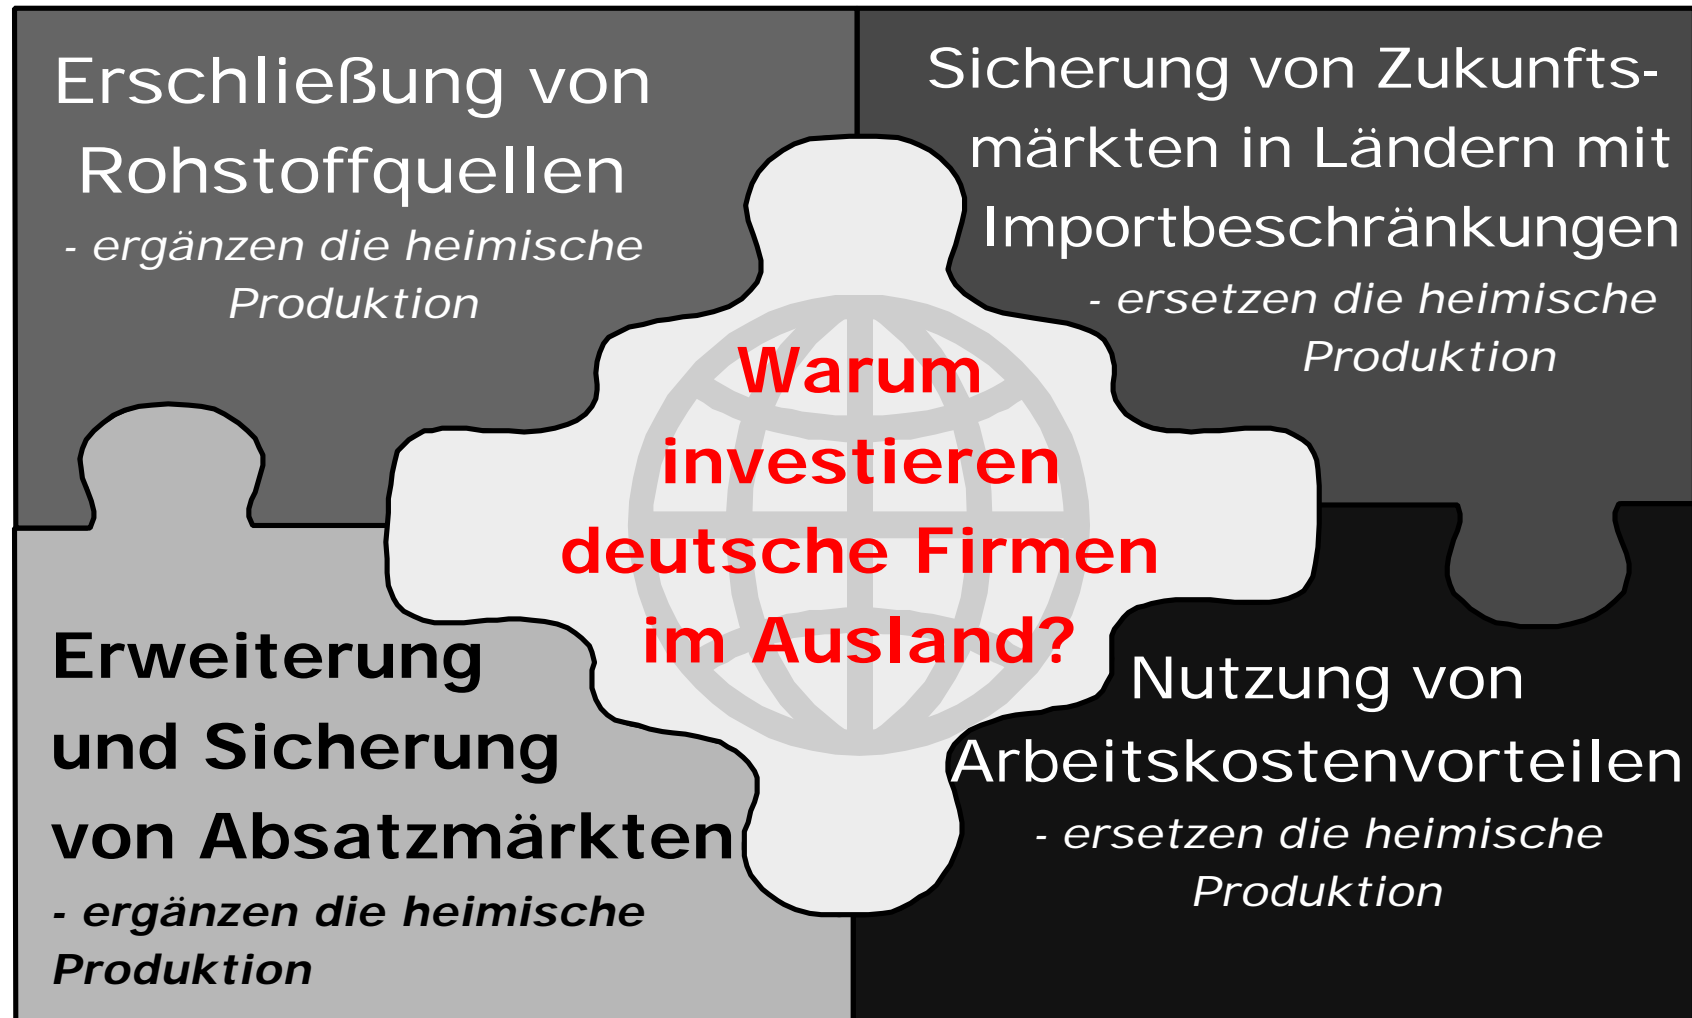 Erschließung von
Rohstoffquellen
- ergänzen die heimische
Produktion
Sicherung von Zukunfts-
märkten in Ländern mit
Importbeschränkungen
- ersetzen die heimische
Produktion
Warum
investieren
deutsche Firmen
im Ausland?
Erweiterung
und Sicherung
von Absatzmärkten
- ergänzen die heimische
Produktion
Nutzung von
Arbeitskostenvorteilen
- ersetzen die heimische
Produktion